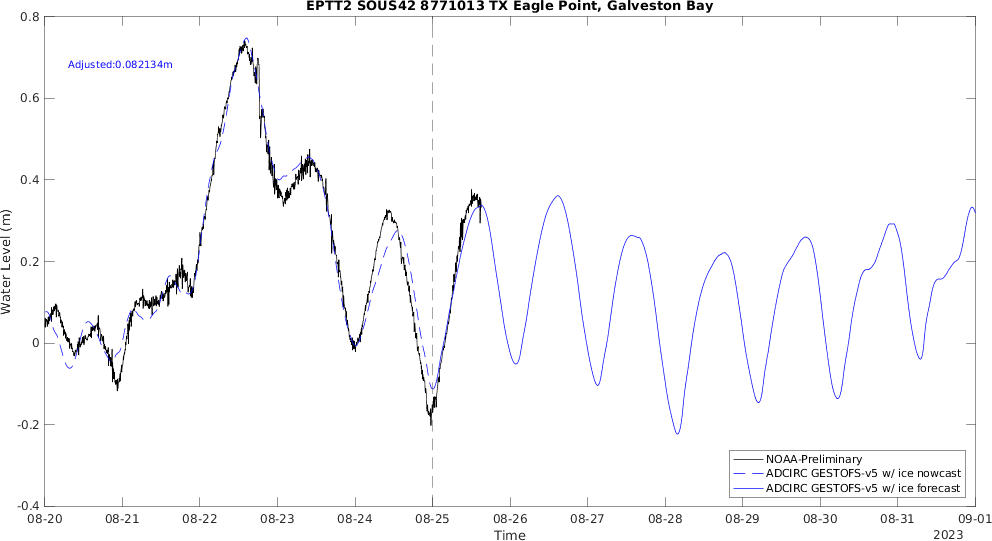 EPTT2 SOUS42 8771013 TX Eagle Point, Galveston Bay
Adjusted:0.082134m
Water Level (m)
0.8
0.6
0.4
0.2
0
-0.2
-0.4
NOAA-Preliminary
ADCIRC GESTOFS-v5 w/ ice nowcast
ADCIRC GESTOFS-v5 w/ ice forecast
08-20 08-21 08-22 08-23 08-24 08-25 08-26 08-27 08-28 08-29 08-30 08-31 09-01
Time
2023